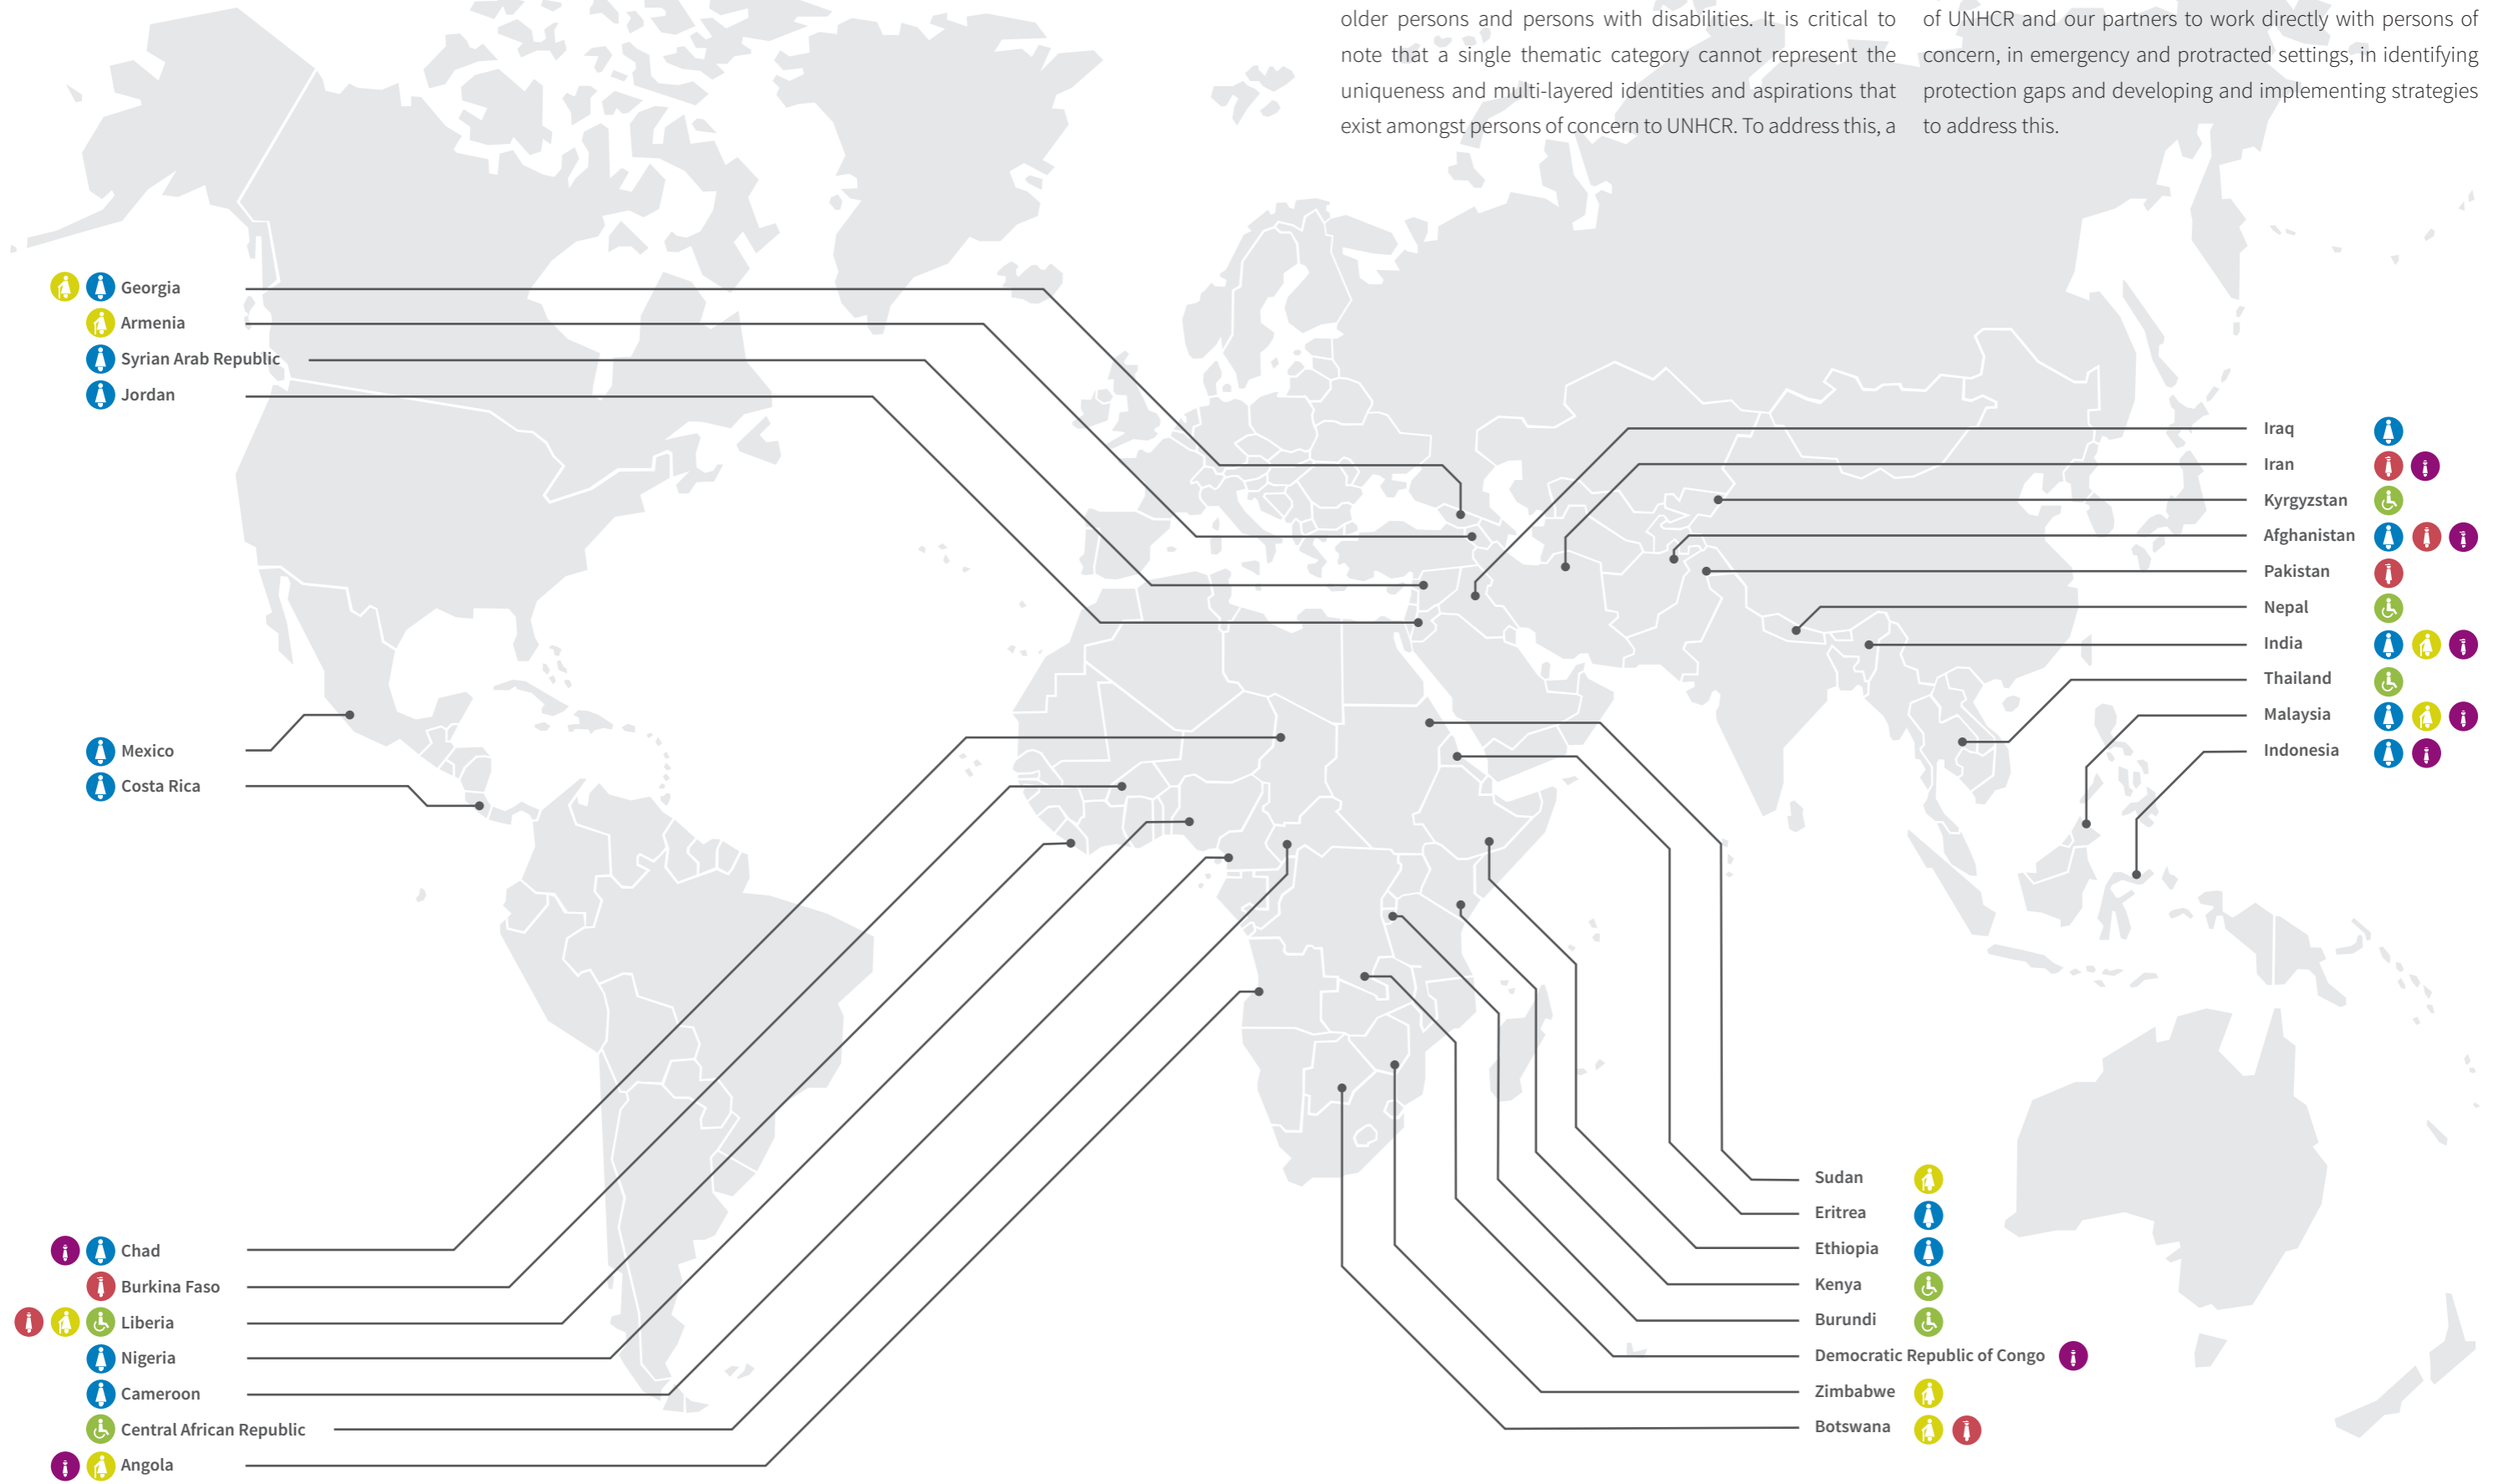 older persons and persons with disabilities. It is critical to
note that a single thematic category cannot represent the
uniqueness and multi-layered identities and aspirations that
exist amongst persons of concern to UNHCR. To address this, a
of UNHCR and our partners to work directly with persons of
concern, in emergency and protracted settings, in identifying
protection gaps and developing and implementing strategies
to address this.
Georgia
Armenia
Syrian Arab Republic
Jordan
Mexico
Costa Rica
Chad
Burkina Faso
Liberia
Nigeria
Cameroon
Central African Republic
Angola
Iraq
Iran
Kyrgyzstan
Afghanistan
Pakistan
Nepal
India
Thailand
Malaysia
Indonesia
Sudan
Eritrea
Ethiopia
Kenya
Burundi
Democratic Republic of Congo
Zimbabwe
Botswana